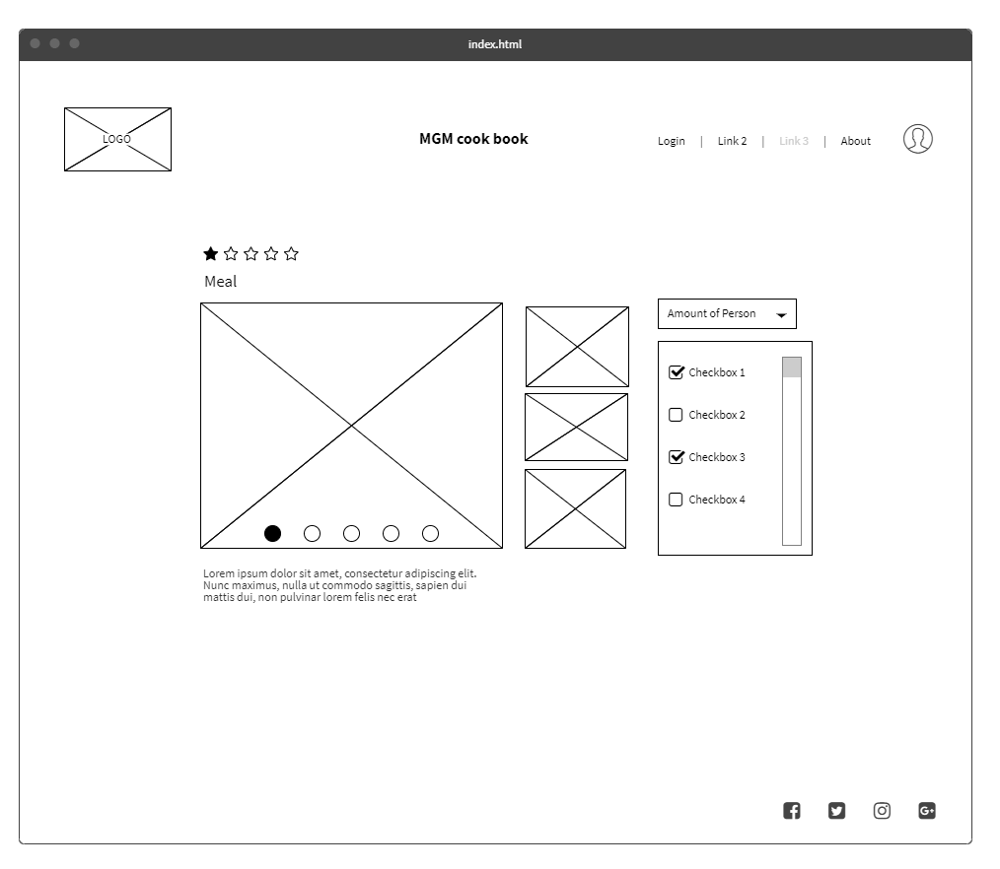 index.html
LOGO
MGM cook book
Login | Link 2 | Link 3 | About
Meal
Amount of Person
Checkbox 1
Checkbox 2
Checkbox 3
Checkbox 4
Lorem ipsum dolor sit amet, consectetur adipiscing elit.
Nunc maximus, nulla ut commodo sagittis, sapien dui
mattis dui, non pulvinar lorem felis nec erat
G+